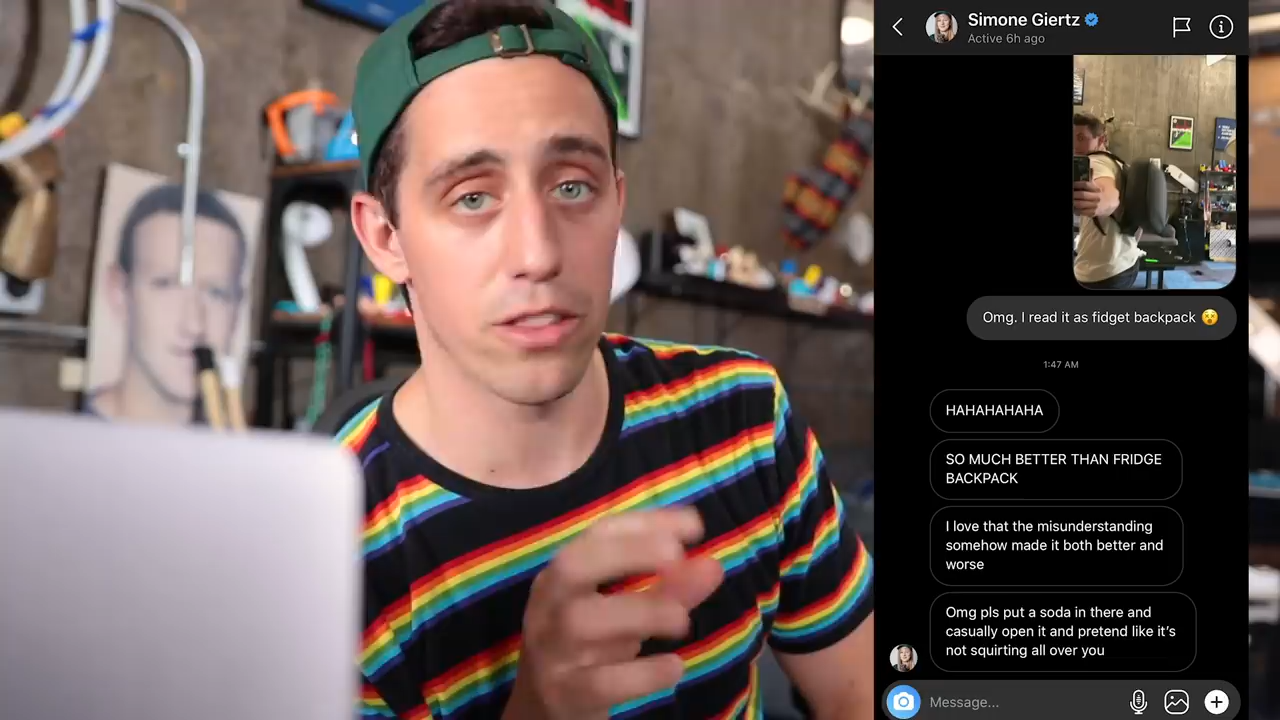 Simone Giertz
Active 6h ago
Omg. I read it as fidget backpack 😵
1:47 AM
HAHAHAHAHA
SO MUCH BETTER THAN FRIDGE
BACKPACK
I love that the misunderstanding
somehow made it both better and
worse
Omg pls put a soda in there and
casually open it and pretend like it’s
not squirting all over you
Message...